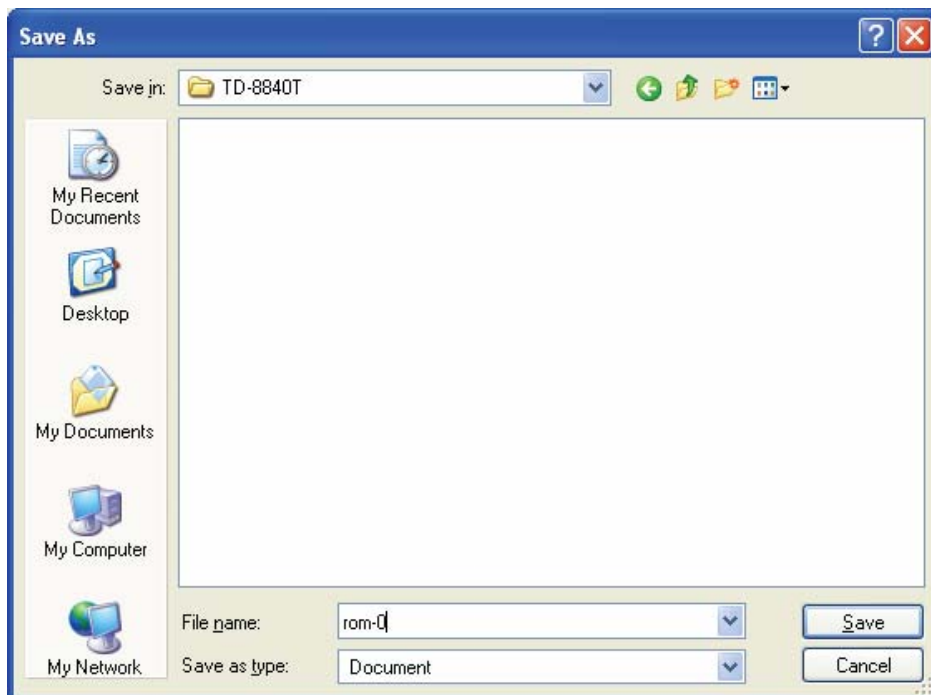 Save As
Save in: TD-8840T
My Recent
Documents
Desktop
My Documents
My Computer
My Network
File name: rom-0
Save
Save as type: Document
Cancel